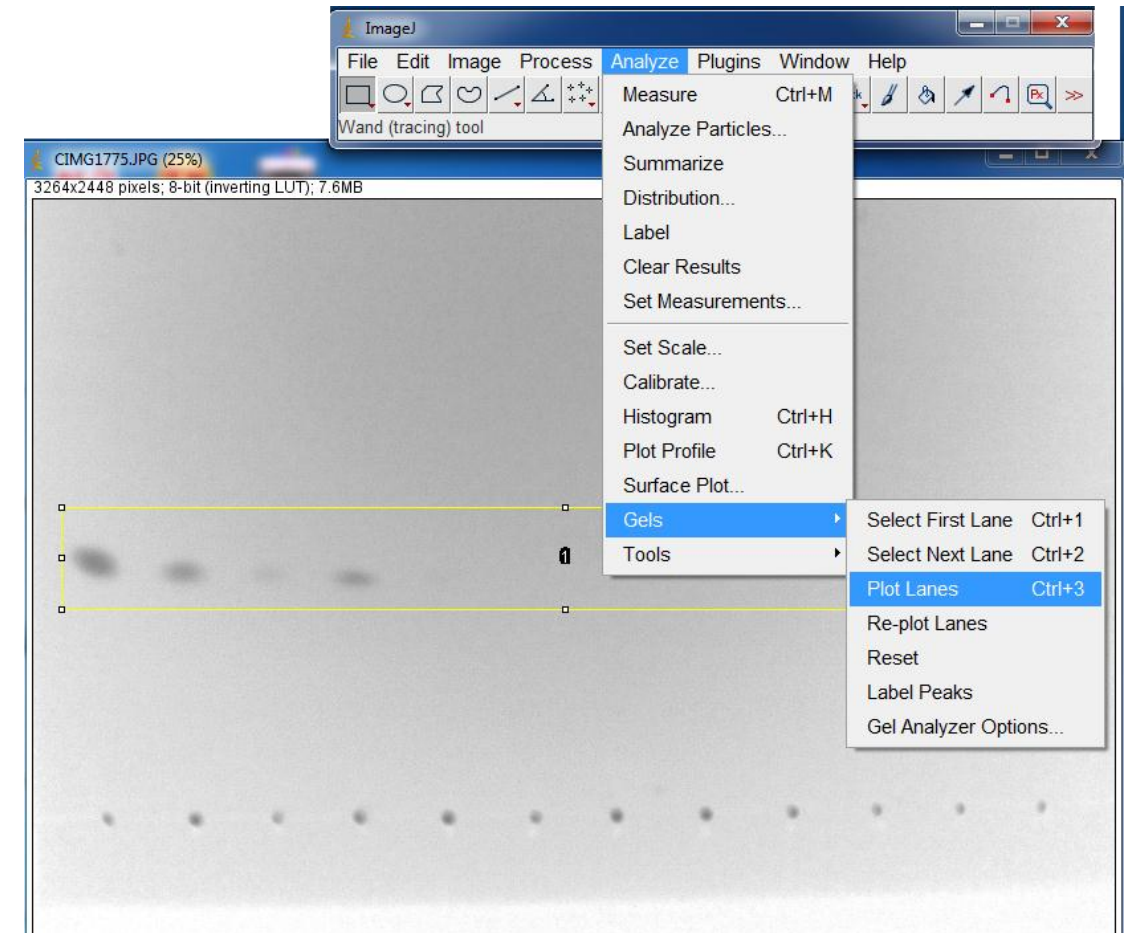 ImageJ
File Edit Image Process Analyze Plugins Window Help
Wand (tracing) tool
CIMG1775.JPG (25%)
3264x2448 pixels; 8-bit (inverting LUT); 7.6MB
Measure Ctrl+M
Analyze Particles...
Summarize
Distribution...
Label
Clear Results
Set Measurements...
Set Scale...
Calibrate...
Histogram Ctrl+H
Plot Profile Ctrl+K
Surface Plot...
Gels
Tools
Select First Lane Ctrl+1
Select Next Lane Ctrl+2
Plot Lanes Ctrl+3
Re-plot Lanes
Reset
Label Peaks
Gel Analyzer Options...
1